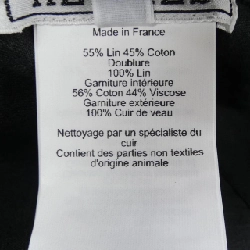 Made in France
55% Lin 45% Coton
Doublure
100% Lin
Garniture intérieure
56% Coton 44% Viscose
Garniture extérieure
100% Cuir de veau
Nettoyage par un spécialiste du
cuir
Contient des parties non textiles
d'origine animale